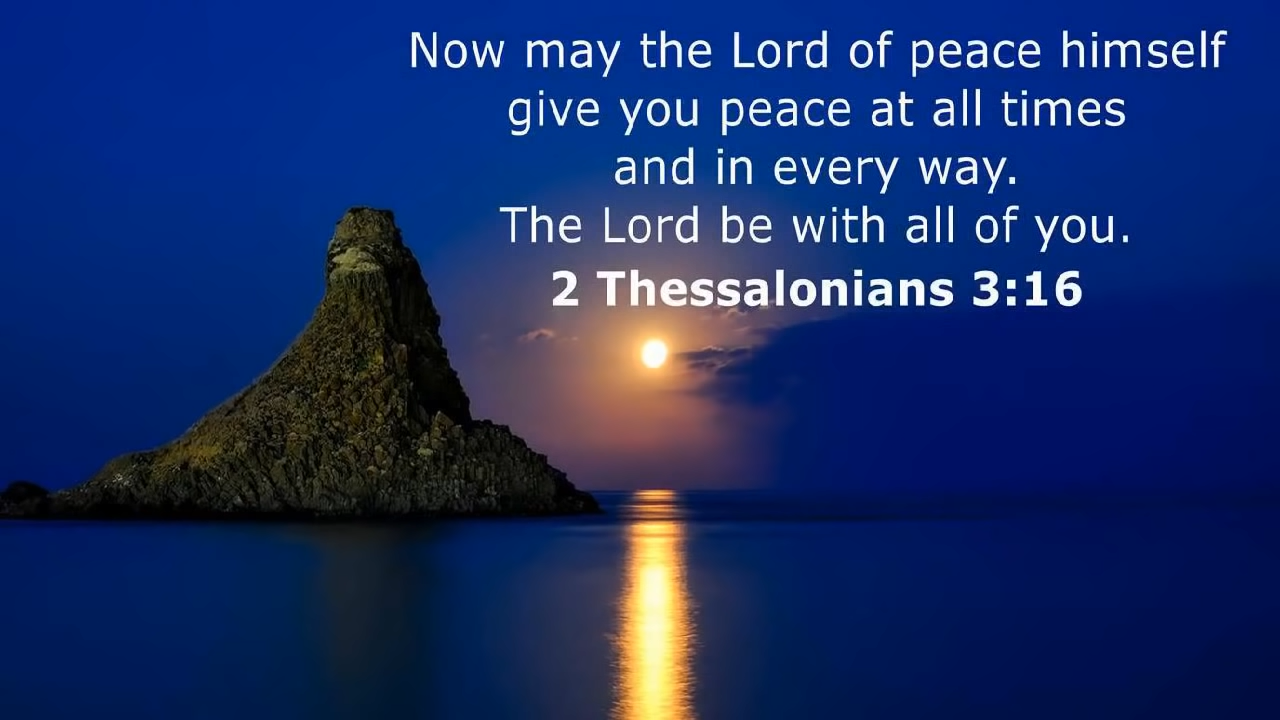 Now may the Lord of peace himself
give you peace at all times
and in every way.
The Lord be with all of you.
2 Thessalonians 3:16